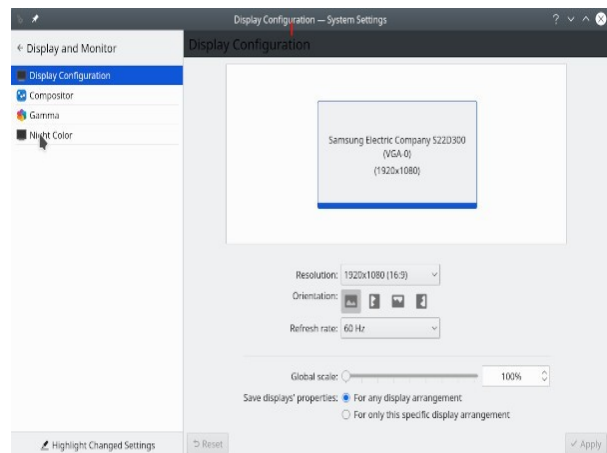 Display Configuration — System Settings
Display and Monitor
Display Configuration
Display Configuration
Compositor
Gamma
Night Color
Samsung Electric Company S22D300
(VGA-0)
(1920x1080)
Resolution: 1920x1080 (16:9)
Orientation:
Refresh rate: 60 Hz
Global scale: 100%
Save displays' properties: For any display arrangement
For only this specific display arrangement
Highlight Changed Settings
Reset
Apply